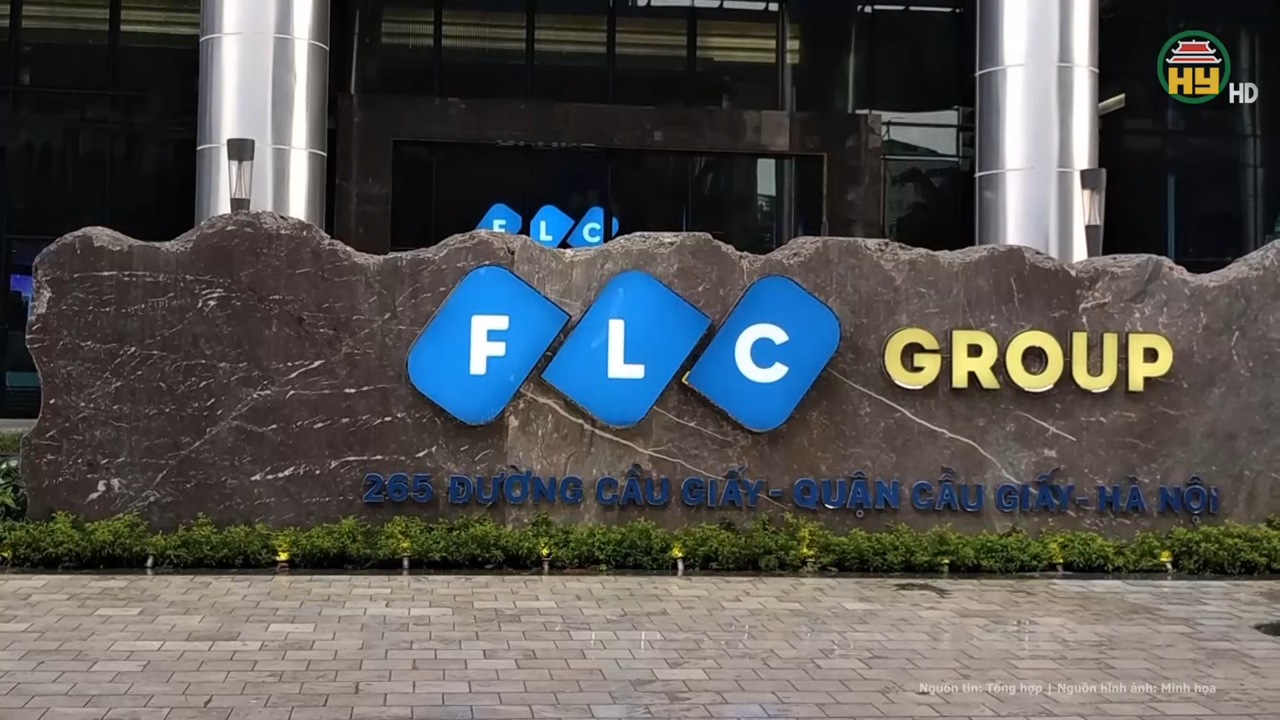 HY
HD
FLC
FLC GROUP
265 ĐƯỜNG CẦU GIẤY - QUẬN CẦU GIẤY - HÀ NỘI
Nguồn tin: Tổng hợp | Nguồn hình ảnh: Minh họa